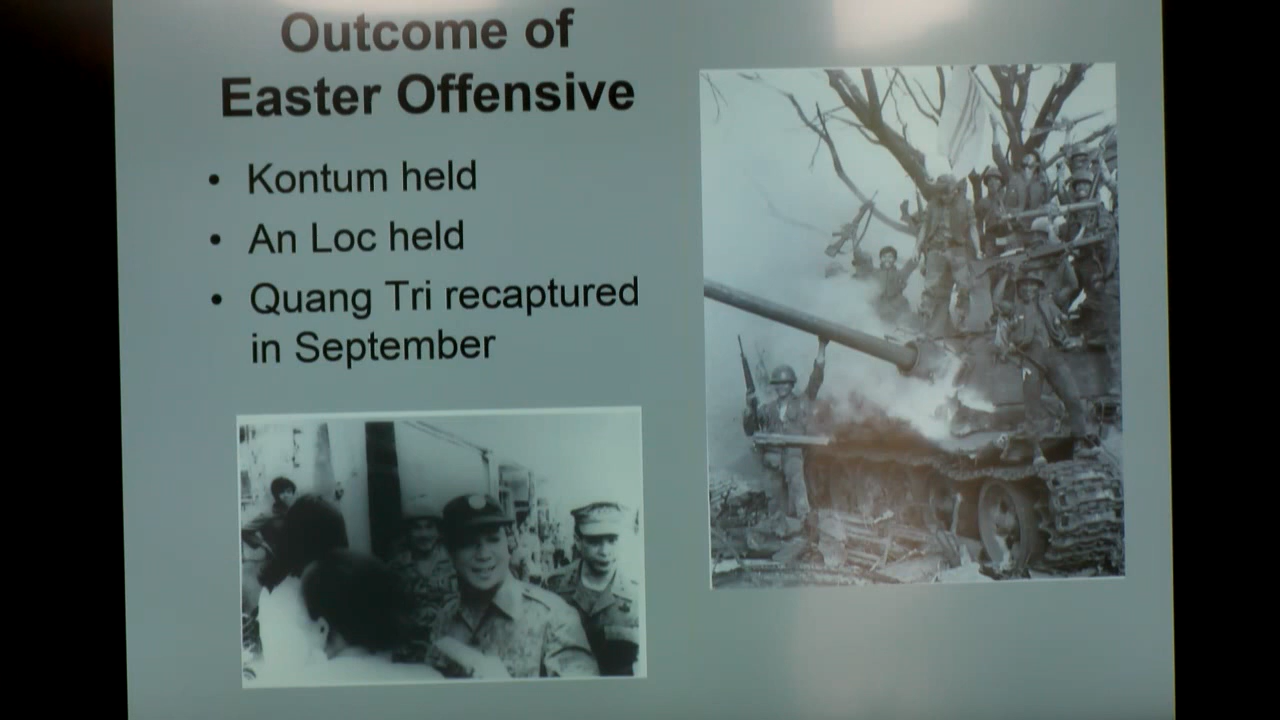 Outcome of
Easter Offensive
• Kontum held
• An Loc held
• Quang Tri recaptured
in September